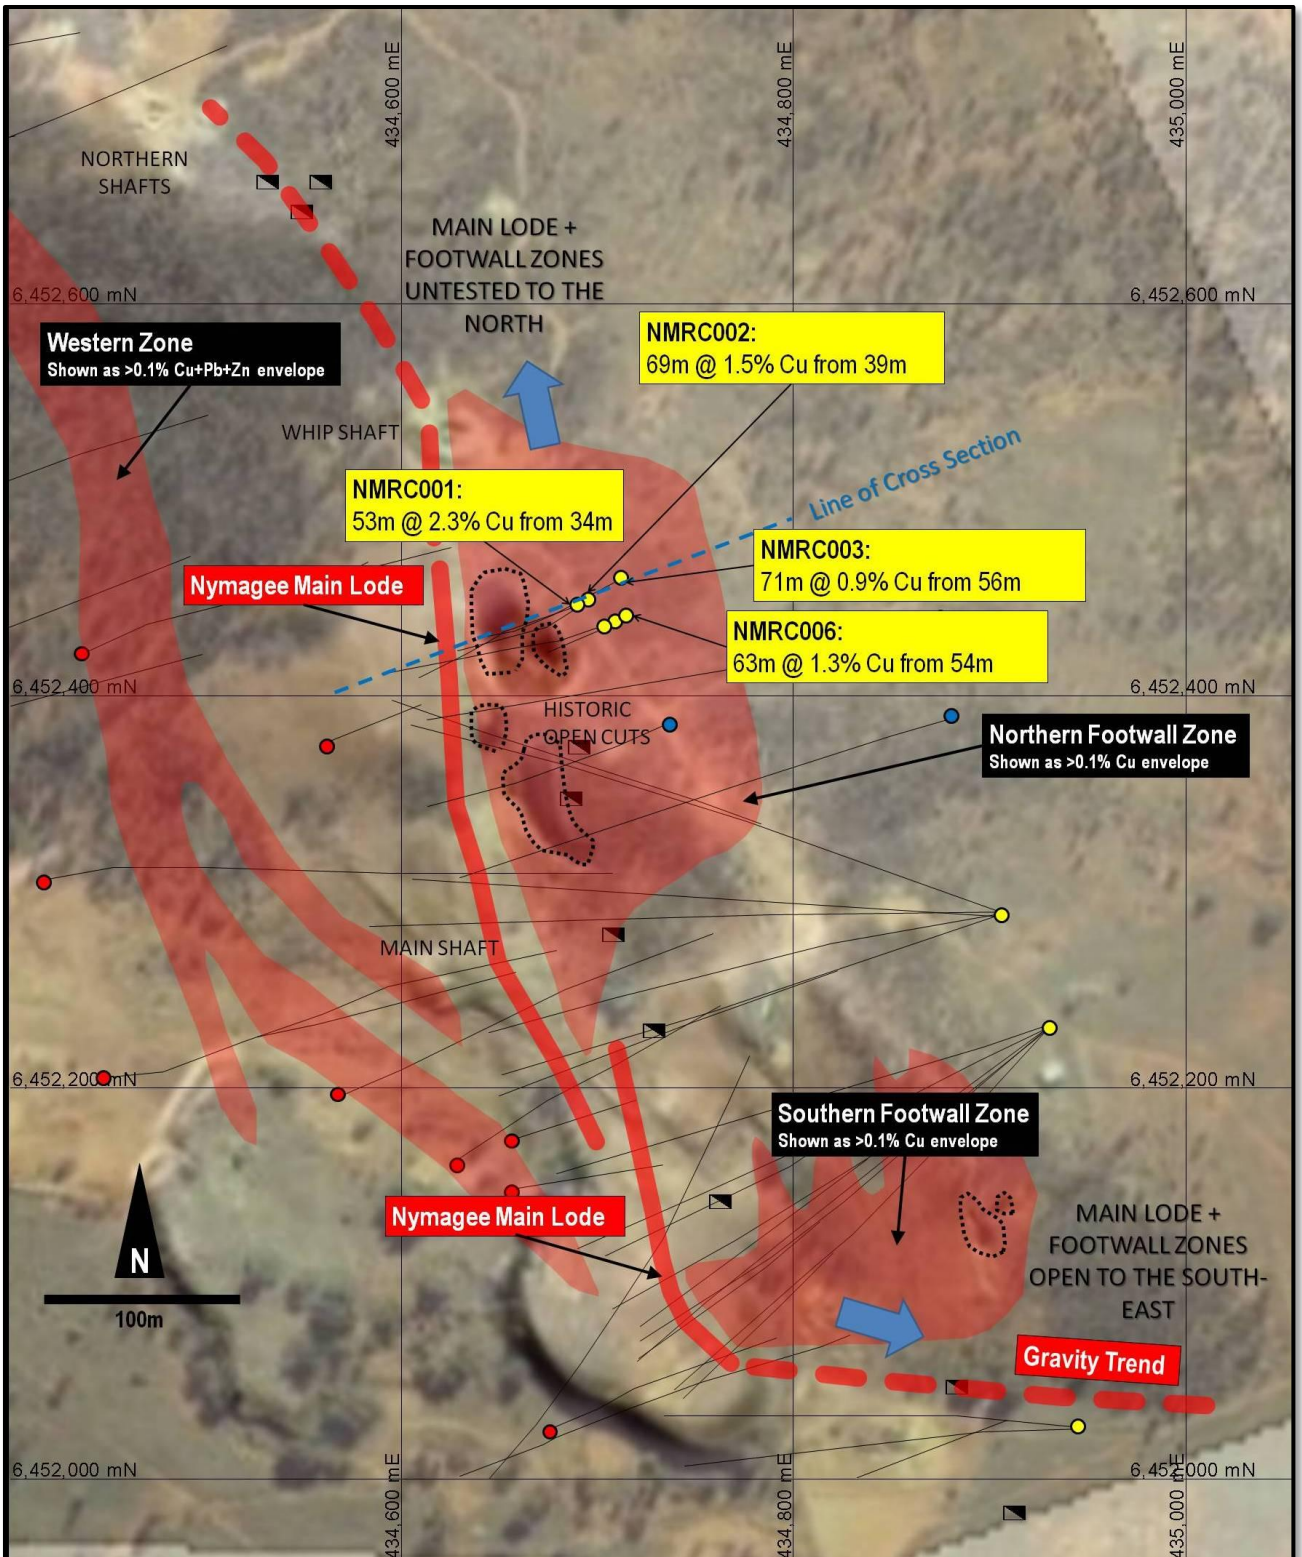 434,600 mE
434,800 mE
435,000 mE
NORTHERN
SHAFTS
MAIN LODE +
FOOTWALL ZONES
UNTESTED TO THE
NORTH
6,452,600 mN
6,452,600 mN
Western Zone
Shown as >0.1% Cu+Pb+Zn envelope
NMRC002:
69m @ 1.5% Cu from 39m
WHIP SHAFT
Line of Cross Section
NMRC001:
53m @ 2.3% Cu from 34m
NMRC003:
71m @ 0.9% Cu from 56m
Nymagee Main Lode
NMRC006:
63m @ 1.3% Cu from 54m
6,452,400 mN
6,452,400 mN
HISTORIC
OPEN CUTS
Northern Footwall Zone
Shown as >0.1% Cu envelope
MAIN SHAFT
6,452,200 mN
6,452,200 mN
Southern Footwall Zone
Shown as >0.1% Cu envelope
Nymagee Main Lode
MAIN LODE +
FOOTWALL ZONES
OPEN TO THE SOUTH-
EAST
N
100m
Gravity Trend
6,452,000 mN
6,452,000 mN
434,600 mE
434,800 mE
435,000 mE